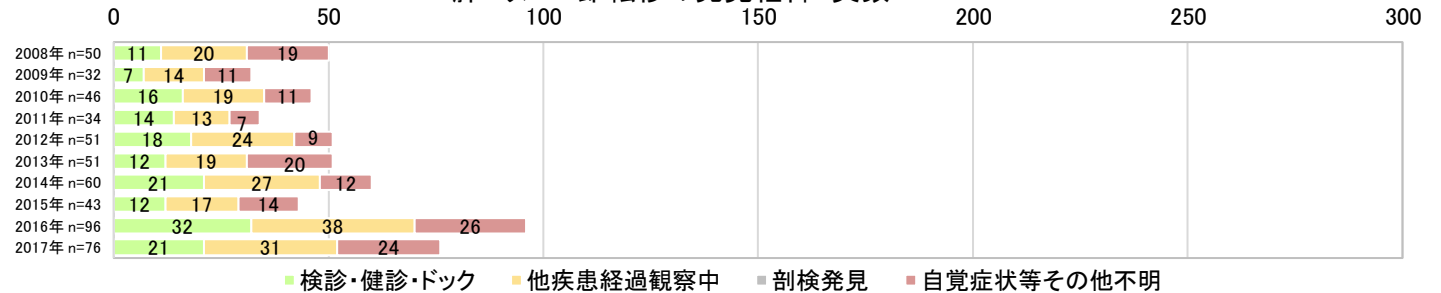 0 50 100 150 200 250 300
2008年 n=50 11 20 19
2009年 n=32 7 14 11
2010年 n=46 16 19 11
2011年 n=34 14 13 7
2012年 n=51 18 24 9
2013年 n=51 12 19 20
2014年 n=60 21 27 12
2015年 n=43 12 17 14
2016年 n=96 32 38 26
2017年 n=76 21 31 24
検診・健診・ドック 他疾患経過観察中 剖検発見 自覚症状等その他不明